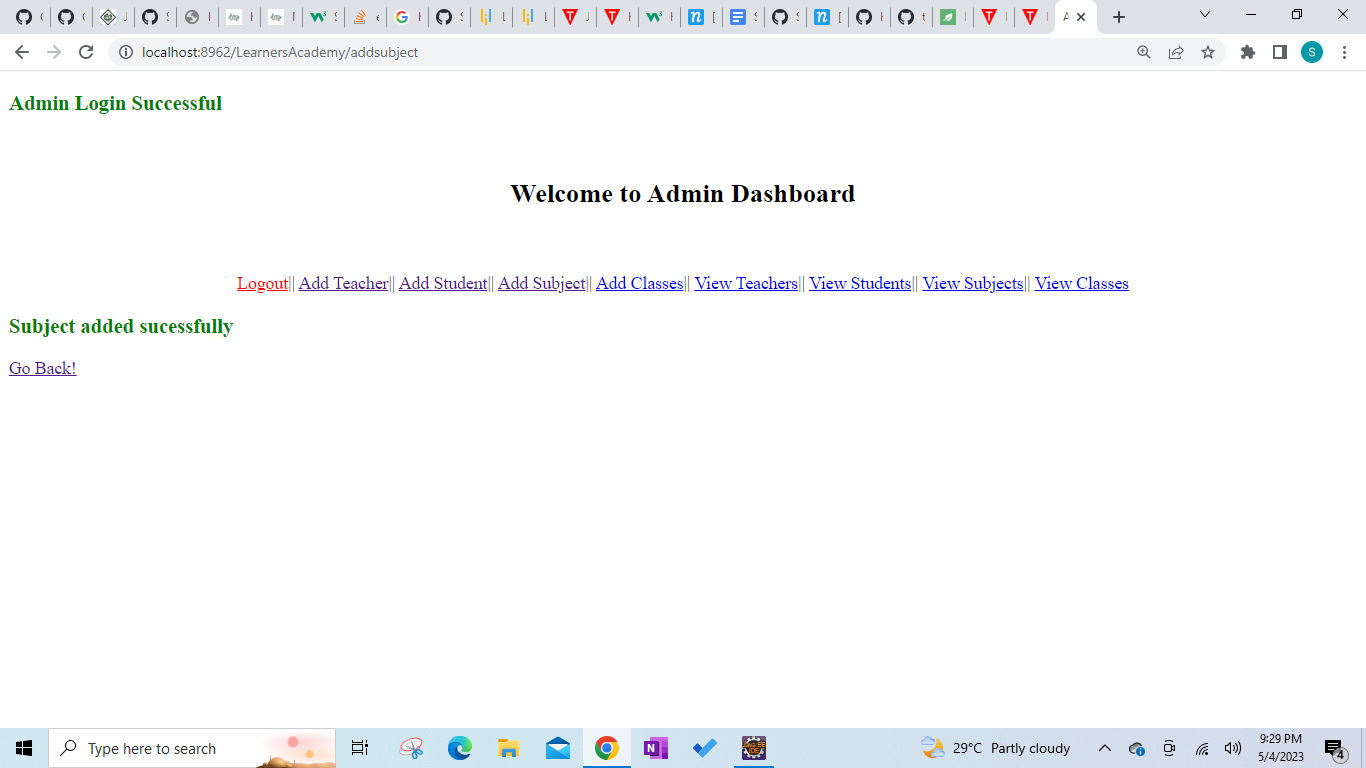 localhost:8962/LearnersAcademy/addsubject
S
Admin Login Successful
Welcome to Admin Dashboard
Logout|| Add Teacher|| Add Student|| Add Subject|| Add Classes|| View Teachers|| View Students|| View Subjects|| View Classes
Subject added sucessfully
Go Back!
Type here to search
29°C Partly cloudy
9:29 PM
5/4/2023
4